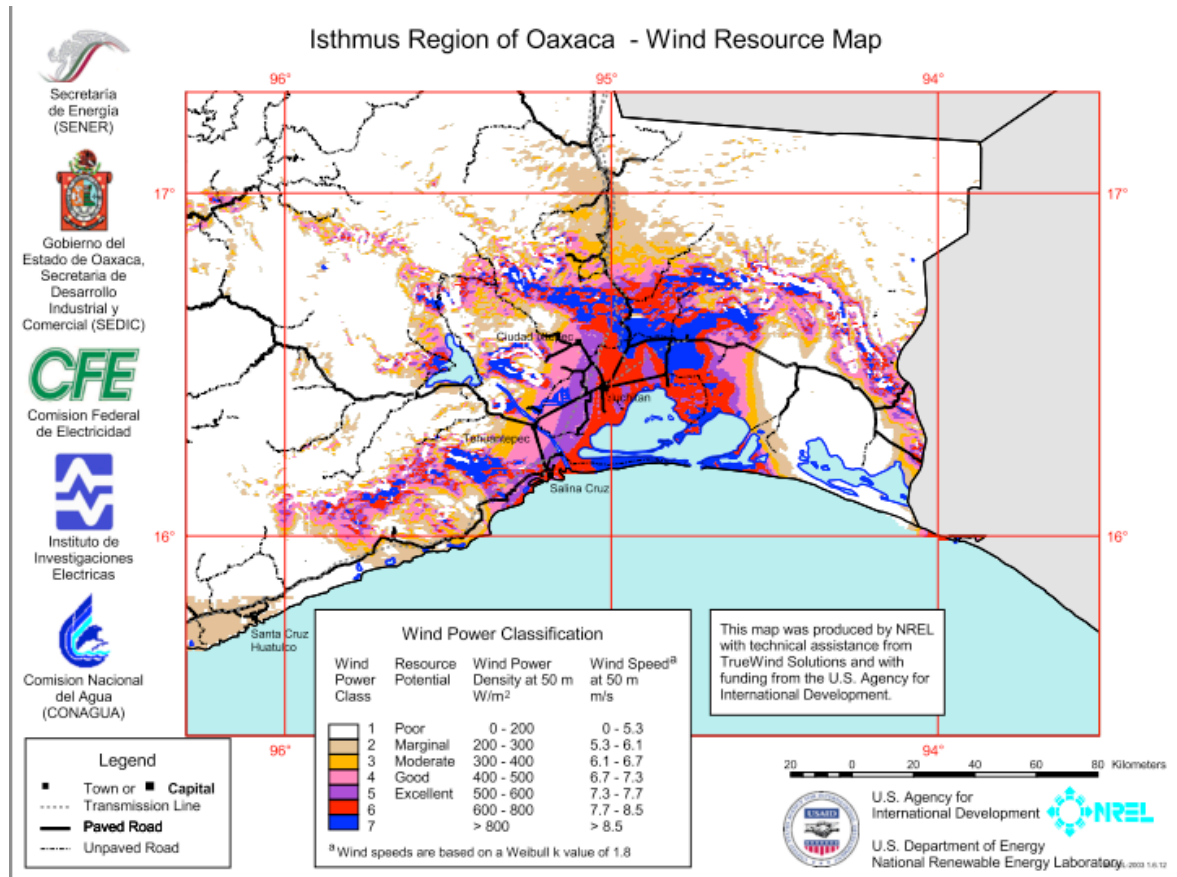 Isthmus Region of Oaxaca - Wind Resource Map
Secretaría
de Energía
(SENER)
Gobierno del
Estado de Oaxaca,
Secretaria de
Desarrollo
Industrial y
Comercial (SEDIC)
CFE
Comision Federal
de Electricidad
Instituto de
Investigaciones
Electricas
Comision Nacional
del Agua
(CONAGUA)
96° 95° 94°
17° 17°
Ciudad Ixtepec
Juchitan
Tehuantepec
Salina Cruz
16° 16°
Santa Cruz
Huatulco
96° 94°
Wind Power Classification
Wind Power Class Resource Potential Wind Power Density at 50 m W/m² Wind Speedᵃ at 50 m m/s
1 Poor 0 - 200 0 - 5.3
2 Marginal 200 - 300 5.3 - 6.1
3 Moderate 300 - 400 6.1 - 6.7
4 Good 400 - 500 6.7 - 7.3
5 Excellent 500 - 600 7.3 - 7.7
6 600 - 800 7.7 - 8.5
7 > 800 > 8.5
ᵃ Wind speeds are based on a Weibull k value of 1.8
This map was produced by NREL
with technical assistance from
TrueWind Solutions and with
funding from the U.S. Agency for
International Development.
Legend
Town or Capital
Transmission Line
Paved Road
Unpaved Road
20 0 20 40 60 80 Kilometers
USAID
U.S. Agency for
International Development
NREL
U.S. Department of Energy
National Renewable Energy Laboratory